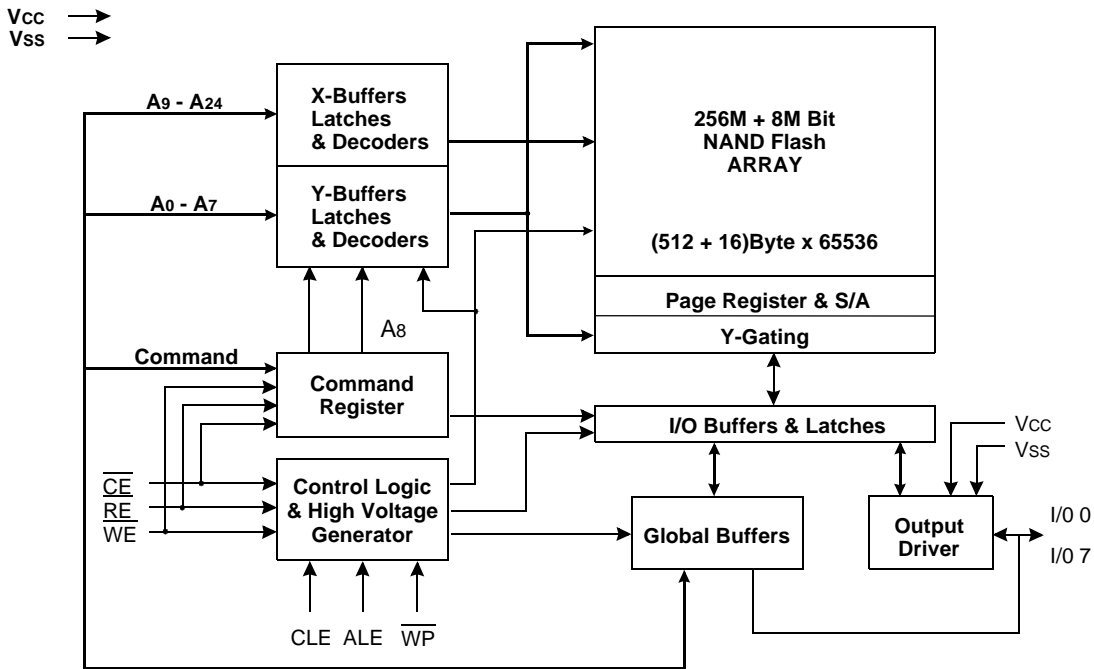 VCC
VSS
A9 - A24
X-Buffers
Latches
& Decoders
A0 - A7
Y-Buffers
Latches
& Decoders
256M + 8M Bit
NAND Flash
ARRAY
(512 + 16)Byte x 65536
Page Register & S/A
Y-Gating
A8
Command
Command
Register
I/O Buffers & Latches
VCC
VSS
CE
RE
WE
Control Logic
& High Voltage
Generator
Global Buffers
Output
Driver
I/0 0
I/0 7
CLE ALE WP